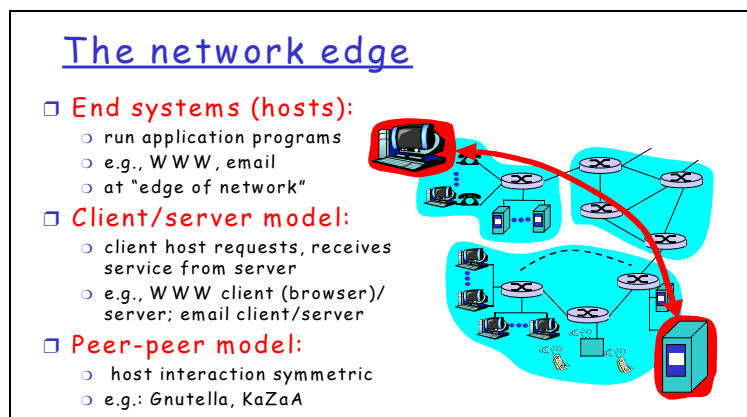 The network edge
❒ End systems (hosts):
❍ run application programs
❍ e.g., WWW, email
❍ at “edge of network”
❒ Client/server model:
❍ client host requests, receives
service from server
❍ e.g., WWW client (browser)/
server; email client/server
❒ Peer-peer model:
❍ host interaction symmetric
❍ e.g.: Gnutella, KaZaA